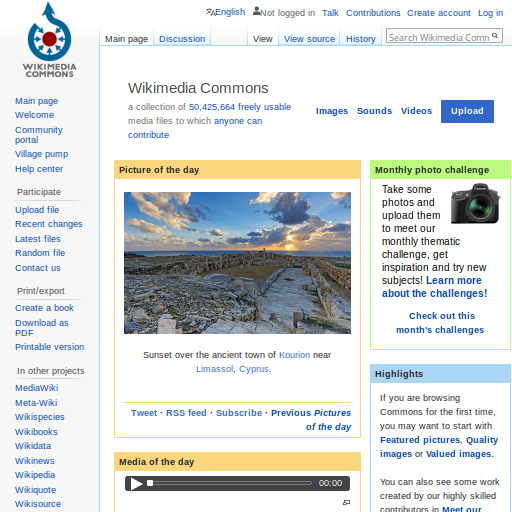 English
Not logged in
Talk
Contributions
Create account
Log in
Main page
Discussion
View
View source
History
Search Wikimedia Comm
WIKIMEDIA
COMMONS
Main page
Welcome
Community
portal
Village pump
Help center
Participate
Upload file
Recent changes
Latest files
Random file
Contact us
Print/export
Create a book
Download as
PDF
Printable version
In other projects
MediaWiki
Meta-Wiki
Wikispecies
Wikibooks
Wikidata
Wikinews
Wikipedia
Wikiquote
Wikisource
Wikimedia Commons
a collection of 50,425,664 freely usable
media files to which anyone can
contribute
Images
Sounds
Videos
Upload
Picture of the day
Sunset over the ancient town of Kourion near
Limassol, Cyprus.
Tweet · RSS feed · Subscribe · Previous Pictures
of the day
Media of the day
00:00
Monthly photo challenge
Take some
photos and
upload them
to meet our
monthly thematic
challenge, get
inspiration and try new
subjects! Learn more
about the challenges!
Check out this
month's challenges
Highlights
If you are browsing
Commons for the first time,
you may want to start with
Featured pictures, Quality
images or Valued images.
You can also see some work
created by our highly skilled
contributors in Meet our